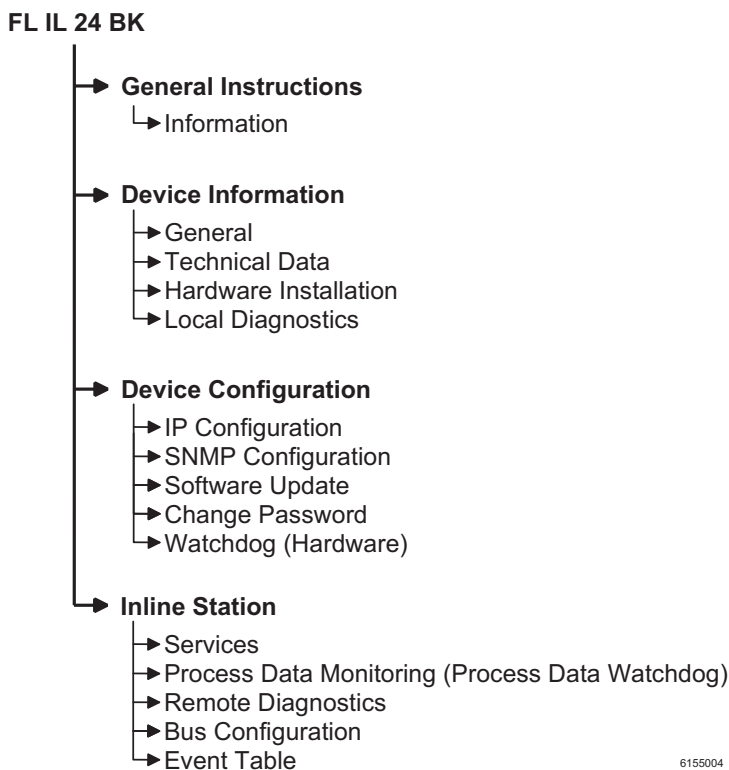 FL IL 24 BK
General Instructions
Information
Device Information
General
Technical Data
Hardware Installation
Local Diagnostics
Device Configuration
IP Configuration
SNMP Configuration
Software Update
Change Password
Watchdog (Hardware)
Inline Station
Services
Process Data Monitoring (Process Data Watchdog)
Remote Diagnostics
Bus Configuration
Event Table
6155004